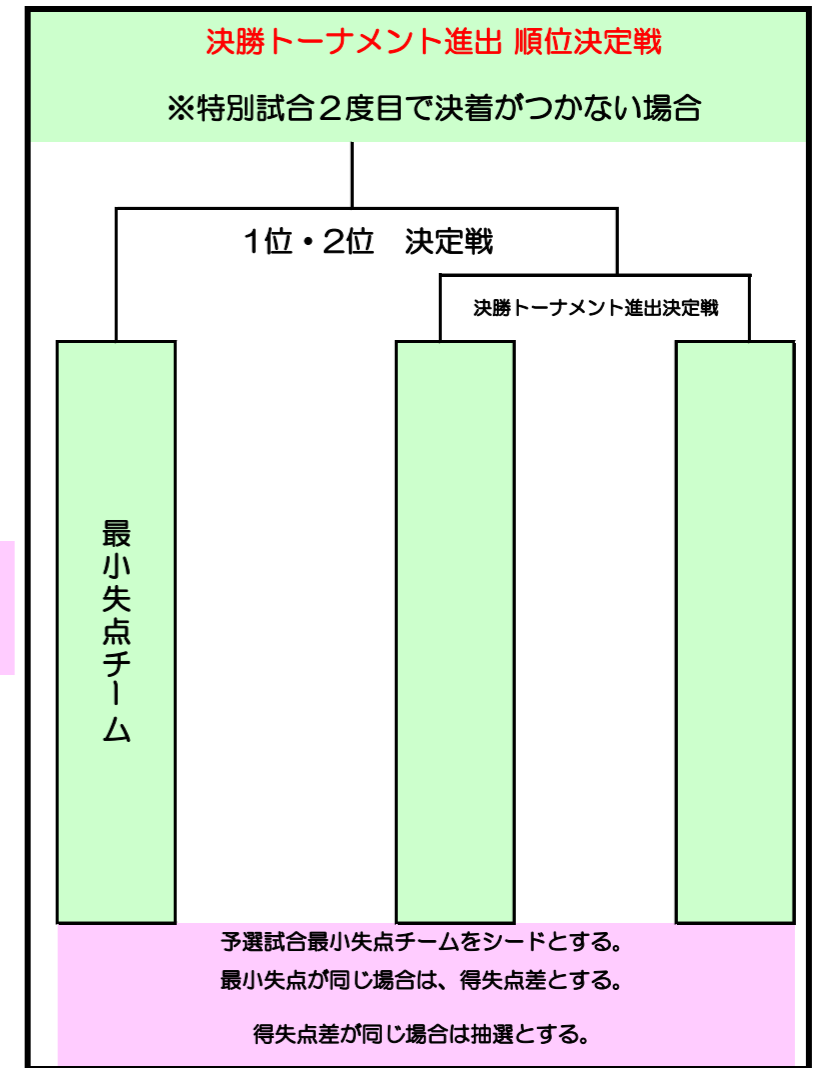 決勝トーナメント進出 順位決定戦
※特別試合２度目で決着がつかない場合
1位・2位　決定戦
決勝トーナメント進出決定戦
最小失点チーム
予選試合最小失点チームをシードとする。
最小失点が同じ場合は、得失点差とする。
得失点差が同じ場合は抽選とする。